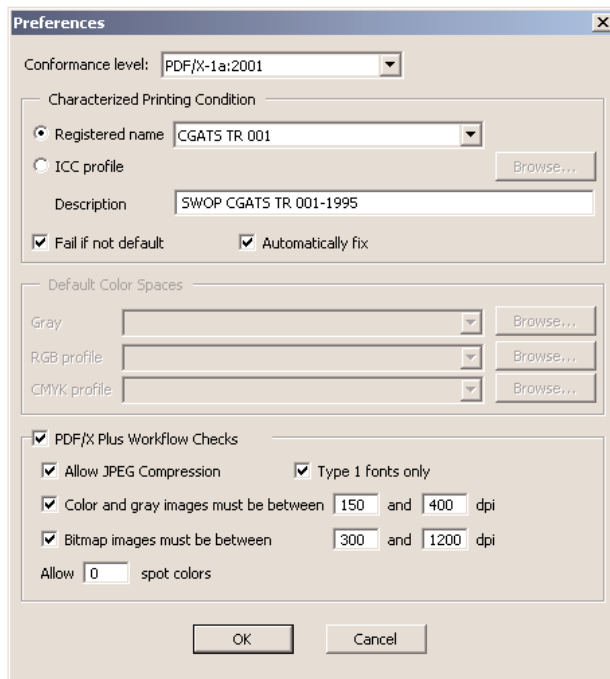 Preferences
Conformance level: PDF/X-1a:2001
Characterized Printing Condition
Registered name CGATS TR 001
ICC profile Browse...
Description SWOP CGATS TR 001-1995
Fail if not default Automatically fix
Default Color Spaces
Gray Browse...
RGB profile Browse...
CMYK profile Browse...
PDF/X Plus Workflow Checks
Allow JPEG Compression Type 1 fonts only
Color and gray images must be between 150 and 400 dpi
Bitmap images must be between 300 and 1200 dpi
Allow 0 spot colors
OK Cancel